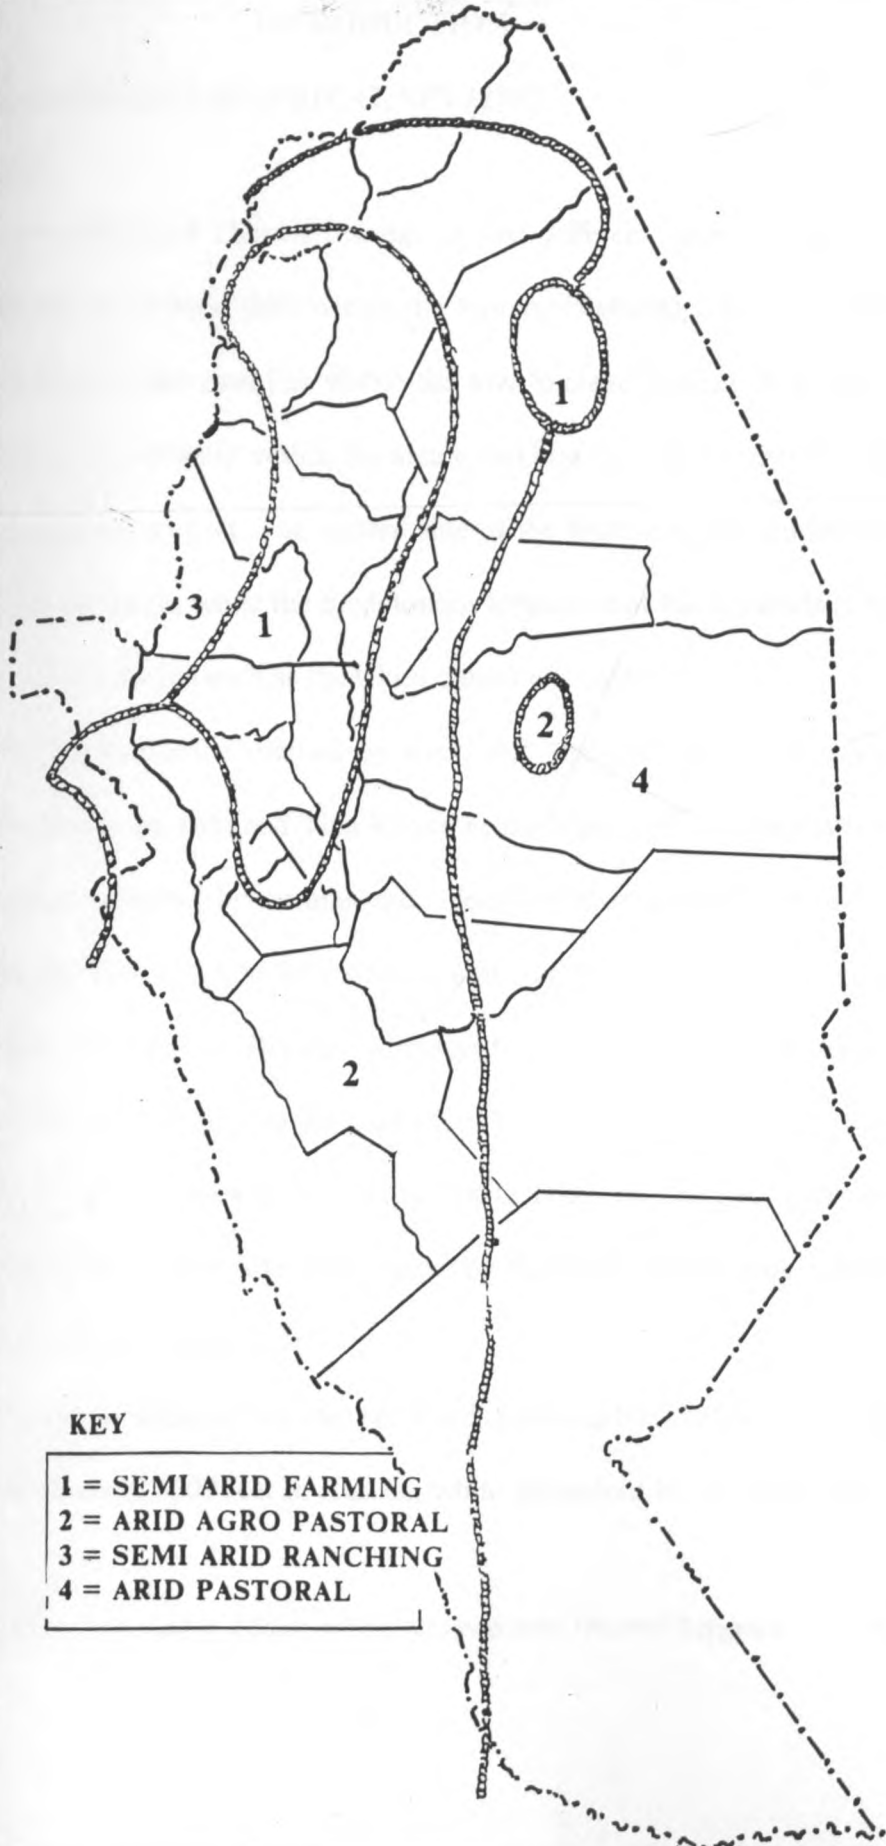 1
3
1
2
4
2
KEY
1 = SEMI ARID FARMING
2 = ARID AGRO PASTORAL
3 = SEMI ARID RANCHING
4 = ARID PASTORAL